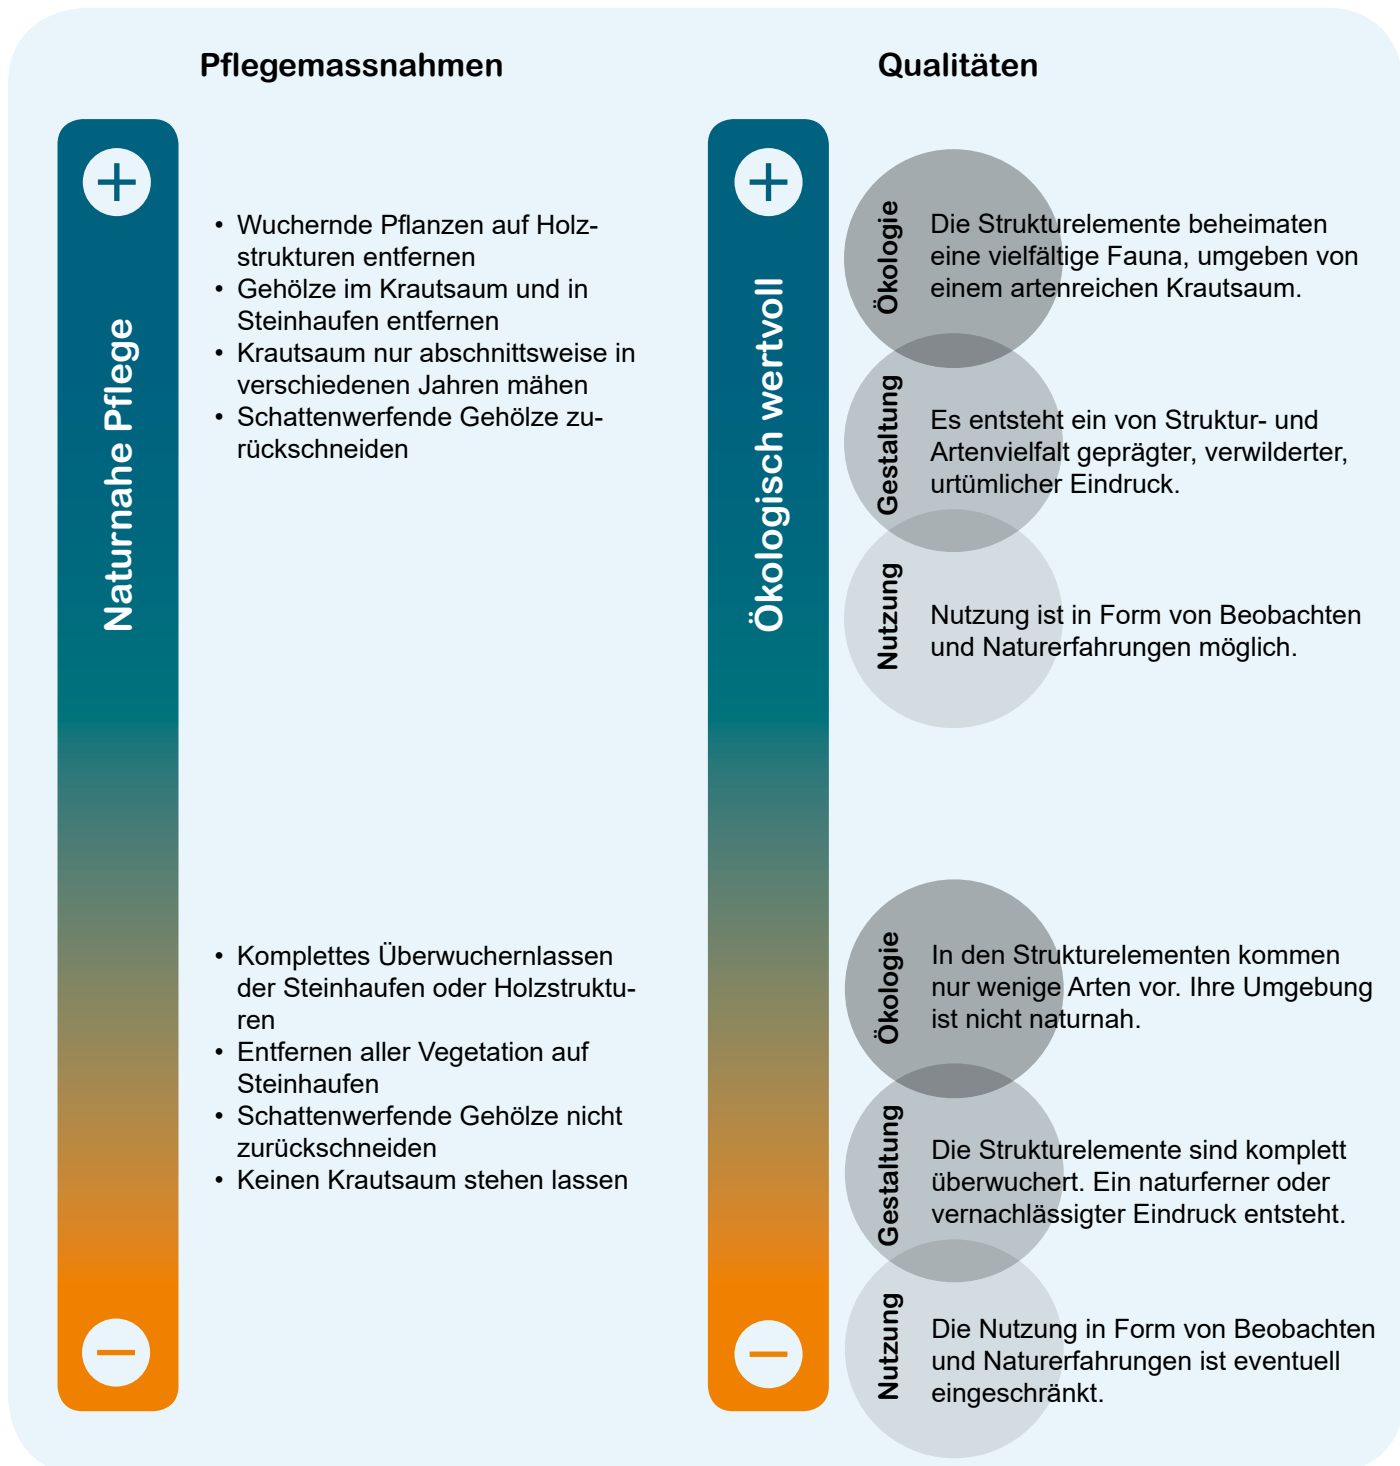 Pflegemassnahmen
Naturnahe Pflege
• Wuchernde Pflanzen auf Holz-
strukturen entfernen
• Gehölze im Krautsaum und in
Steinhaufen entfernen
• Krautsaum nur abschnittsweise in
verschiedenen Jahren mähen
• Schattenwerfende Gehölze zu-
rückschneiden
• Komplettes Überwuchernlassen
der Steinhaufen oder Holzstruktu-
ren
• Entfernen aller Vegetation auf
Steinhaufen
• Schattenwerfende Gehölze nicht
zurückschneiden
• Keinen Krautsaum stehen lassen
Qualitäten
Ökologisch wertvoll
Ökologie
Die Strukturelemente beheimaten
eine vielfältige Fauna, umgeben von
einem artenreichen Krautsaum.
Gestaltung
Es entsteht ein von Struktur- und
Artenvielfalt geprägter, verwilderter,
urtümlicher Eindruck.
Nutzung
Nutzung ist in Form von Beobachten
und Naturerfahrungen möglich.
Ökologie
In den Strukturelementen kommen
nur wenige Arten vor. Ihre Umgebung
ist nicht naturnah.
Gestaltung
Die Strukturelemente sind komplett
überwuchert. Ein naturferner oder
vernachlässigter Eindruck entsteht.
Nutzung
Die Nutzung in Form von Beobachten
und Naturerfahrungen ist eventuell
eingeschränkt.